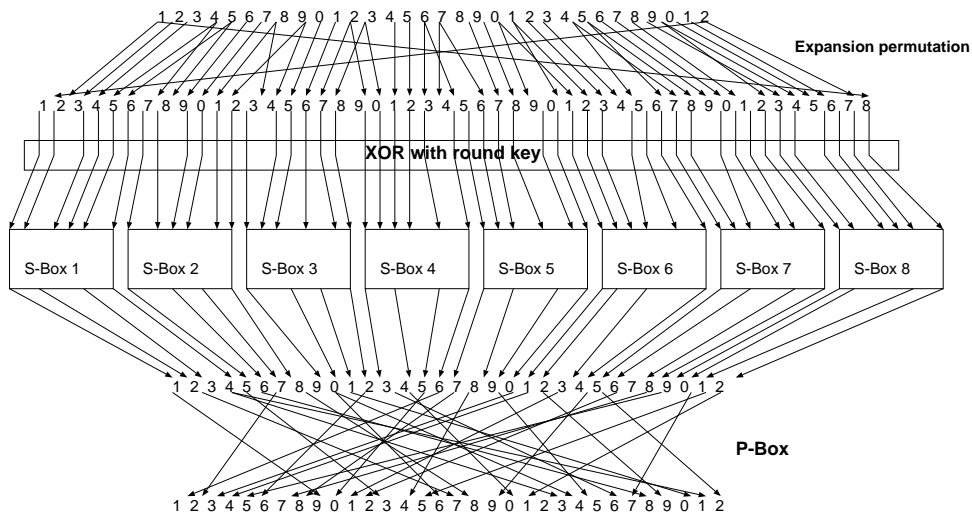 1 2 3 4 5 6 7 8 9 0 1 2 3 4 5 6 7 8 9 0 1 2 3 4 5 6 7 8 9 0 1 2
Expansion permutation
1 2 3 4 5 6 7 8 9 0 1 2 3 4 5 6 7 8 9 0 1 2 3 4 5 6 7 8 9 0 1 2 3 4 5 6 7 8 9 0 1 2 3 4 5 6 7 8
XOR with round key
S-Box 1 S-Box 2 S-Box 3 S-Box 4 S-Box 5 S-Box 6 S-Box 7 S-Box 8
1 2 3 4 5 6 7 8 9 0 1 2 3 4 5 6 7 8 9 0 1 2 3 4 5 6 7 8 9 0 1 2
P-Box
1 2 3 4 5 6 7 8 9 0 1 2 3 4 5 6 7 8 9 0 1 2 3 4 5 6 7 8 9 0 1 2